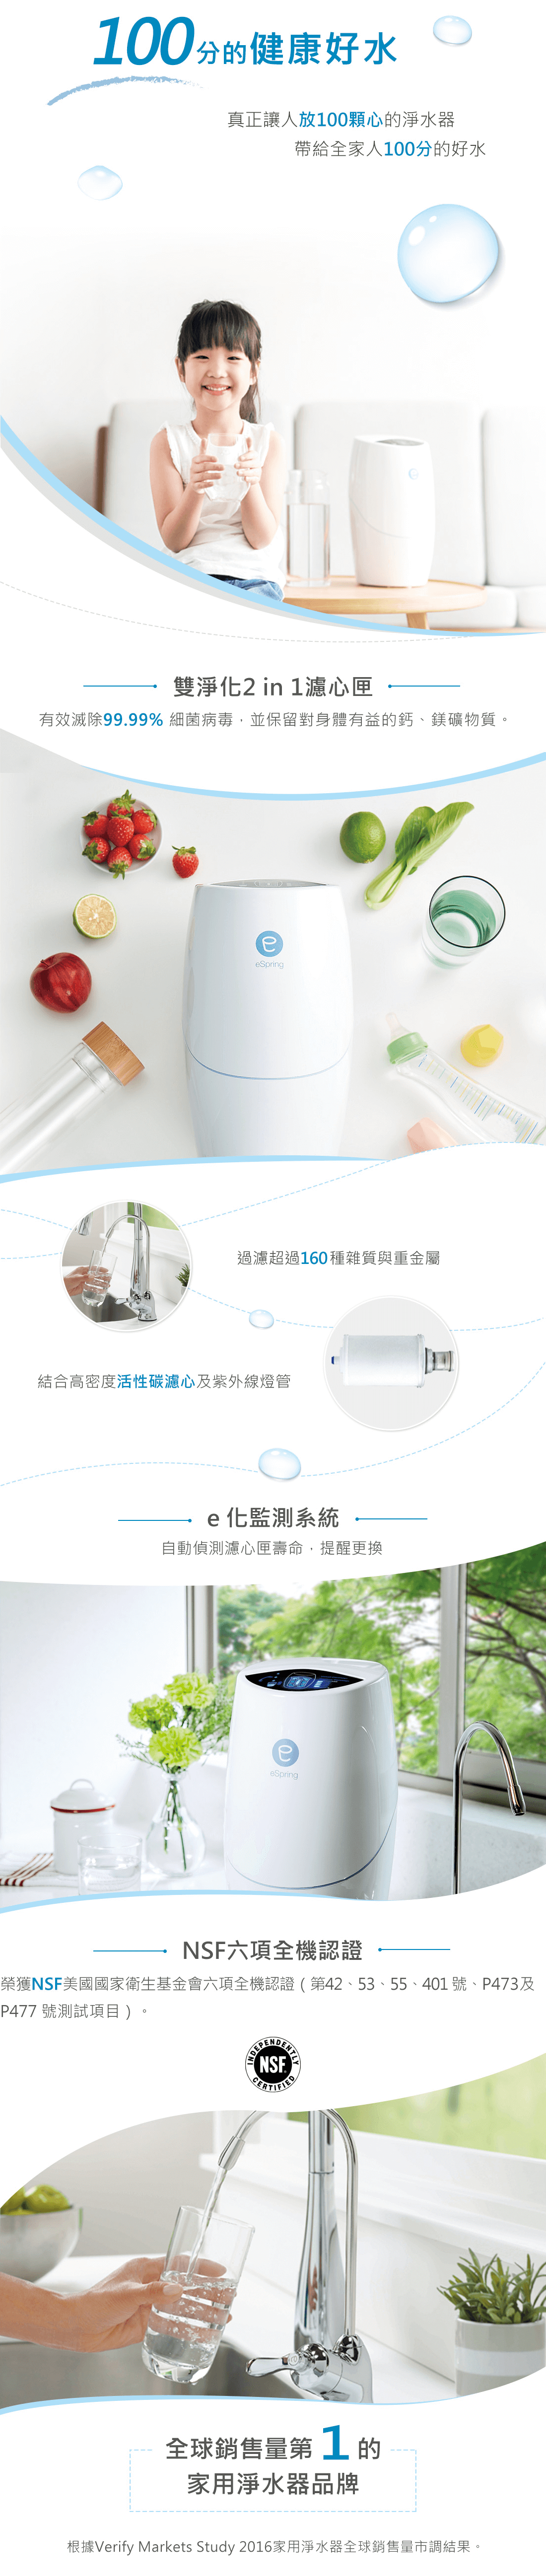 100分的健康好水
真正讓人放100顆心的淨水器
帶給全家人100分的好水
雙淨化2 in 1濾心匣
有效滅除99.99% 細菌病毒，並保留對身體有益的鈣、鎂礦物質。
eSpring
過濾超過160種雜質與重金屬
結合高密度活性碳濾心及紫外線燈管
e 化監測系統
自動偵測濾心匣壽命，提醒更換
eSpring
NSF六項全機認證
榮獲NSF美國國家衛生基金會六項全機認證（第42、53、55、401 號、P473及
P477 號測試項目）。
INDEPENDENTLY
NSF
CERTIFIED
全球銷售量第1的
家用淨水器品牌
根據Verify Markets Study 2016家用淨水器全球銷售量市調結果。